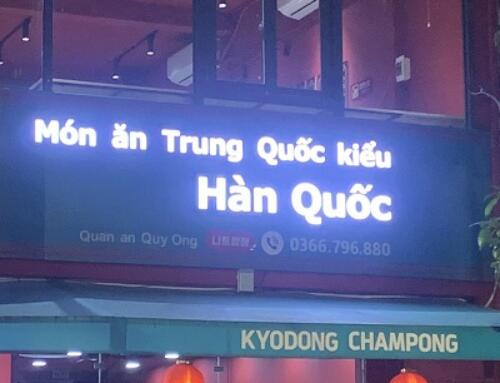 Món ăn Trung Quốc kiểu
Hàn Quốc
Quan an Quy Ong 0366.796.880
KYODONG CHAMPONG